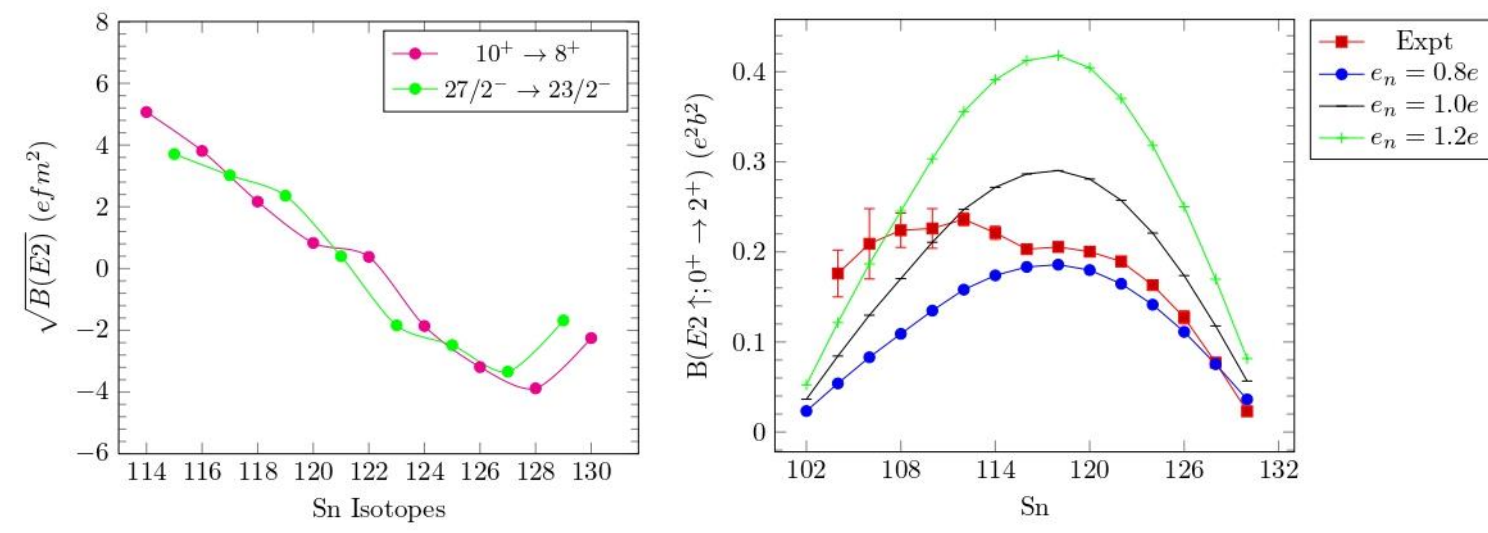 8
6
4
2
0
−2
−4
−6
√B(E2) (efm²)
10⁺ → 8⁺
27/2⁻ → 23/2⁻
114 116 118 120 122 124 126 128 130
Sn Isotopes
0.4
0.3
0.2
0.1
0
B(E2 ↑; 0⁺ → 2⁺) (e²b²)
102 108 114 120 126 132
Sn
Expt
eₙ = 0.8e
eₙ = 1.0e
eₙ = 1.2e